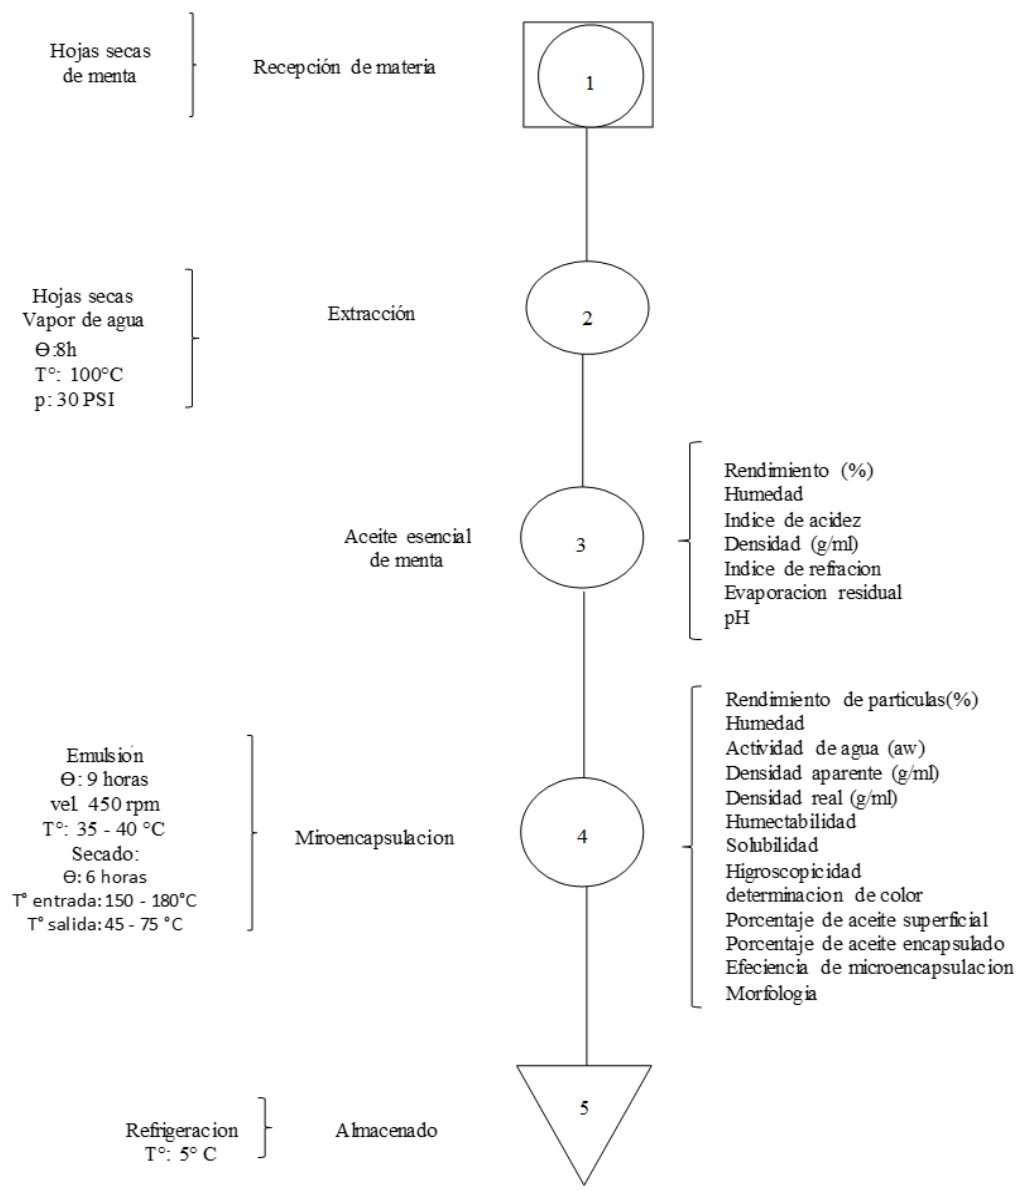 Hojas secas
de menta
Recepción de materia
1
Hojas secas
Vapor de agua
Ɵ:8h
T°: 100°C
p: 30 PSI
Extracción
2
Aceite esencial
de menta
3
Rendimiento (%)
Humedad
Indice de acidez
Densidad (g/ml)
Indice de refracion
Evaporacion residual
pH
Emulsión
Ɵ: 9 horas
vel. 450 rpm
T°: 35 - 40 °C
Secado:
Ɵ: 6 horas
T° entrada: 150 - 180°C
T° salida: 45 - 75 °C
Miroencapsulacion
4
Rendimiento de particulas(%)
Humedad
Actividad de agua (aw)
Densidad aparente (g/ml)
Densidad real (g/ml)
Humectabilidad
Solubilidad
Higroscopicidad
determinacion de color
Porcentaje de aceite superficial
Porcentaje de aceite encapsulado
Efeciencia de microencapsulacion
Morfologia
Refrigeracion
T°: 5° C
Almacenado
5